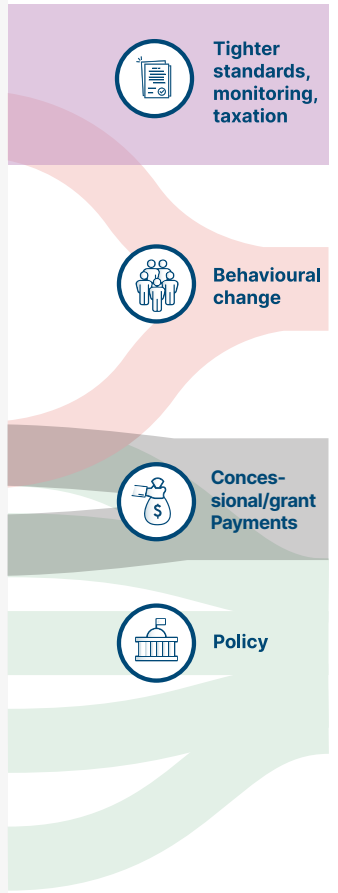 Tighter
standards,
monitoring,
taxation
Behavioural
change
Conces-
sional/grant
Payments
$
Policy